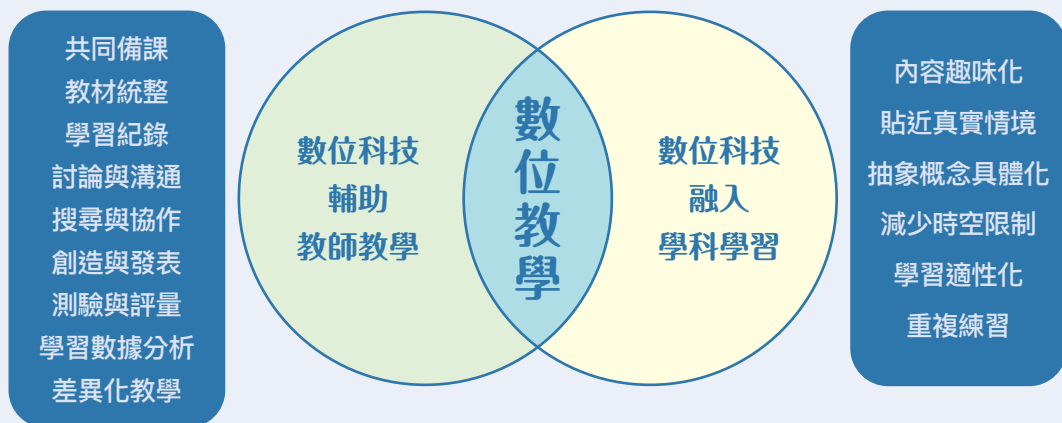 共同備課
教材統整
學習紀錄
討論與溝通
搜尋與協作
創造與發表
測驗與評量
學習數據分析
差異化教學
數位科技
輔助
教師教學
數位教學
數位科技
融入
學科學習
內容趣味化
貼近真實情境
抽象概念具體化
減少時空限制
學習適性化
重複練習